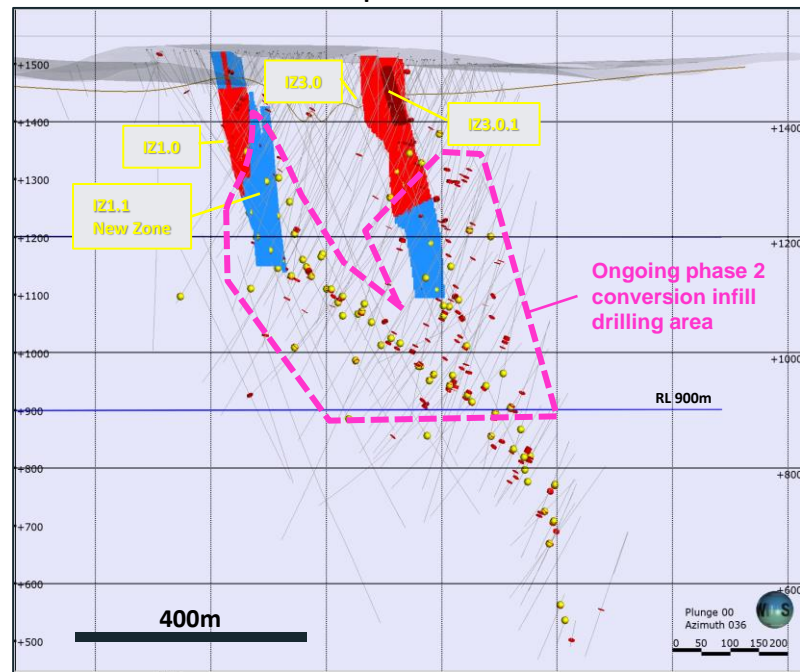 +1500
+1400
+1300
+1200
+1100
+1000
+900
+800
+700
+600
+500
IZ3.0
IZ3.0.1
IZ1.0
IZ1.1
New Zone
+1400
+1200
+1000
+800
+600
Ongoing phase 2
conversion infill
drilling area
RL 900m
400m
Plunge 00
Azimuth 036
0 50 100 150 200